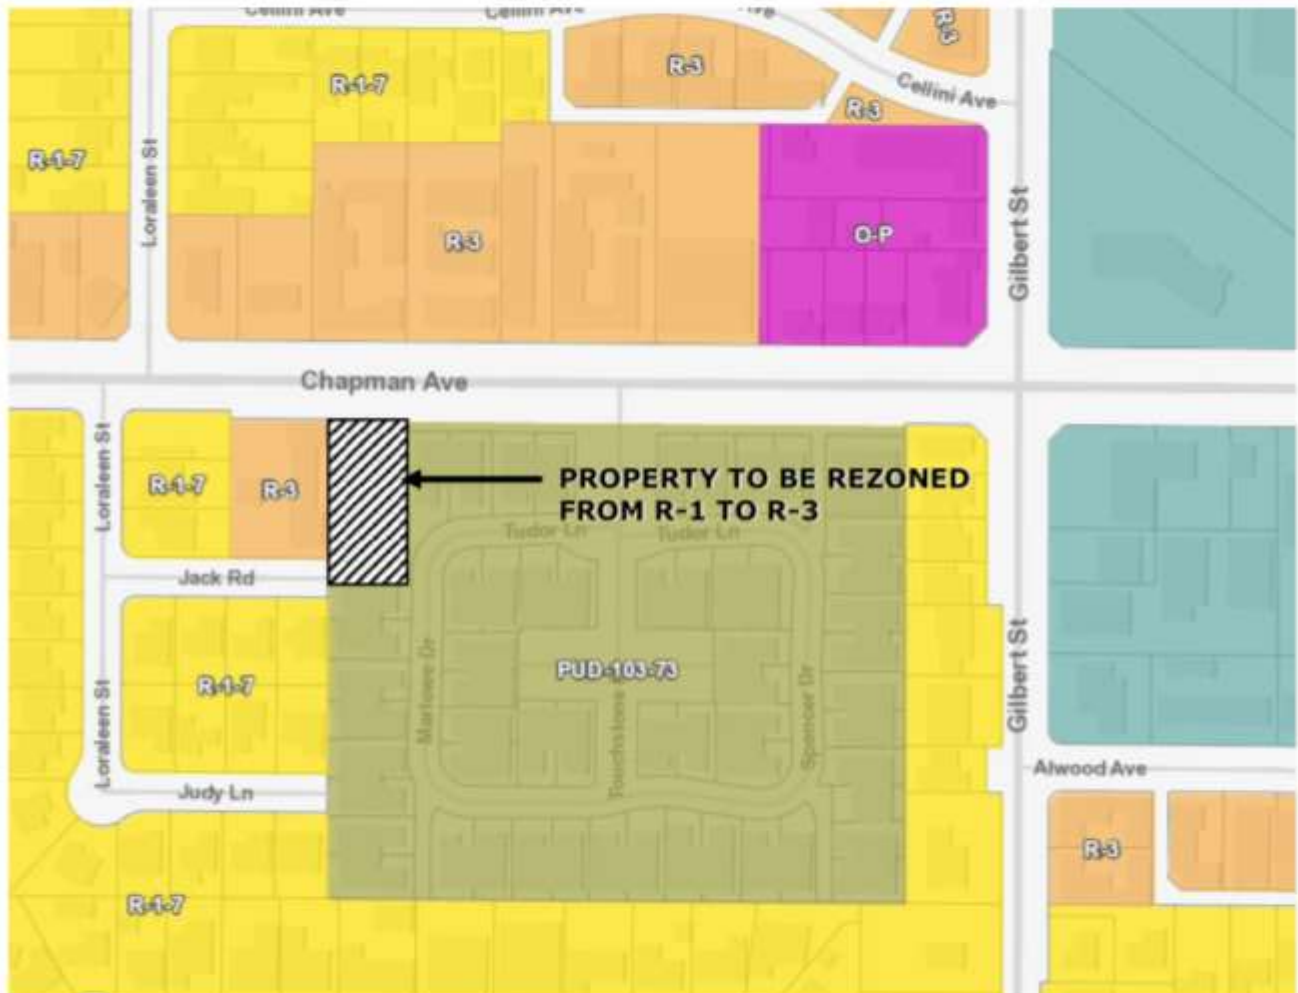 Cellini Ave
Cellini Ave
Ave
R-3
R-3
R-1-7
Cellini Ave
R-3
R-1-7
Loraleen St
R-3
O-P
Gilbert St
Chapman Ave
Loraleen St
R-1-7
R-3
PROPERTY TO BE REZONED
FROM R-1 TO R-3
Tudor Ln
Tudor Ln
Jack Rd
Marlowe Dr
PUD-103-73
Touchstone
Spencer Dr
Gilbert St
R-1-7
Loraleen St
Judy Ln
Alwood Ave
R-3
R-1-7